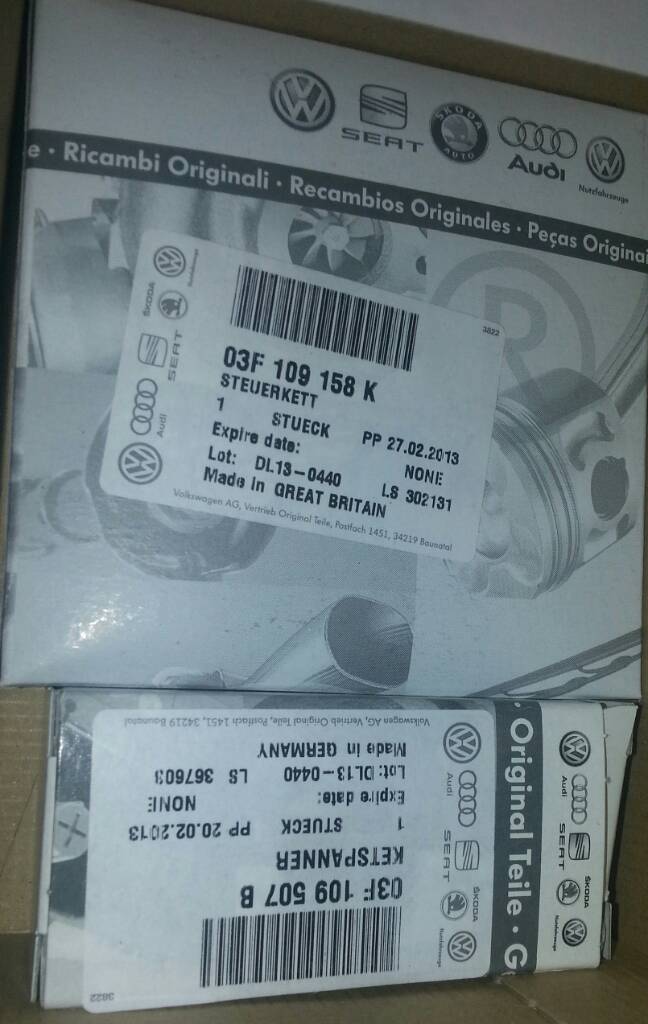 SEAT
ŠKODA
AUTO
Audi
Nutzfahrzeuge
e · Ricambi Originali · Recambios Originales · Peças Originai
R
3822
ŠKODA
Nutzfahrzeuge
SEAT
Audi
03F 109 158 K
STEUERKETT
1 STUECK PP 27.02.2013
Expire date: NONE
Lot: DL13-0440 LS 302131
Made in GREAT BRITAIN
Volkswagen AG, Vertrieb Original Teile, Postfach 1451, 34219 Baunatal
03F 109 507 B
KETSPANNER
1 STUECK PP 20.02.2013
Expire date: NONE
Lot: DL13-0440 LS 367603
Made in GERMANY
Volkswagen AG, Vertrieb Original Teile, Postfach 1451, 34219 Baunatal
3822
Audi
SEAT
ŠKODA
Nutzfahrzeuge
· Original Teile · G
Audi
SEAT
ŠKODA
Nutzfahrzeuge